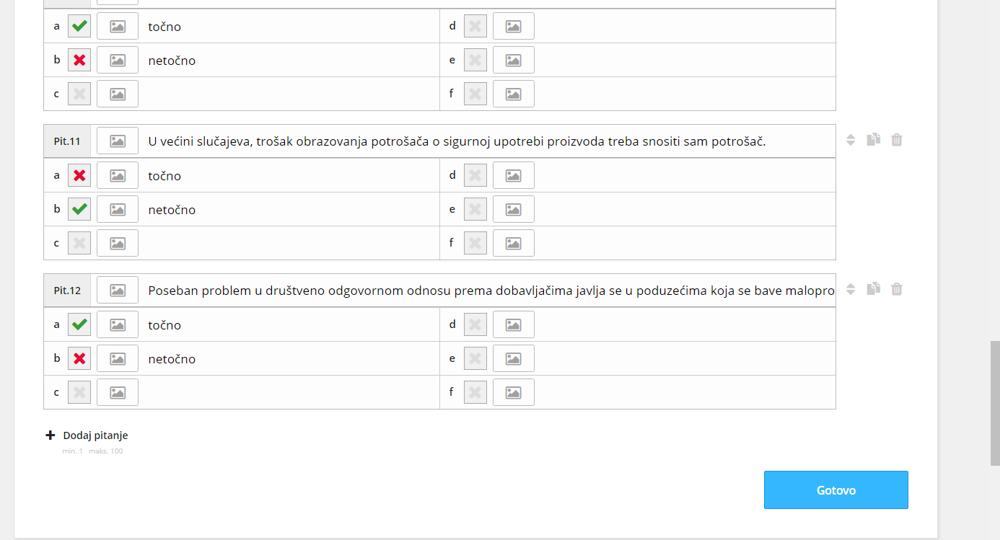 a točno d
b netočno e
c f
Pit.11 U većini slučajeva, trošak obrazovanja potrošača o sigurnoj upotrebi proizvoda treba snositi sam potrošač.
a točno d
b netočno e
c f
Pit.12 Poseban problem u društveno odgovornom odnosu prema dobavljačima javlja se u poduzećima koja se bave malopro
a točno d
b netočno e
c f
Dodaj pitanje
min. 1 maks. 100
Gotovo